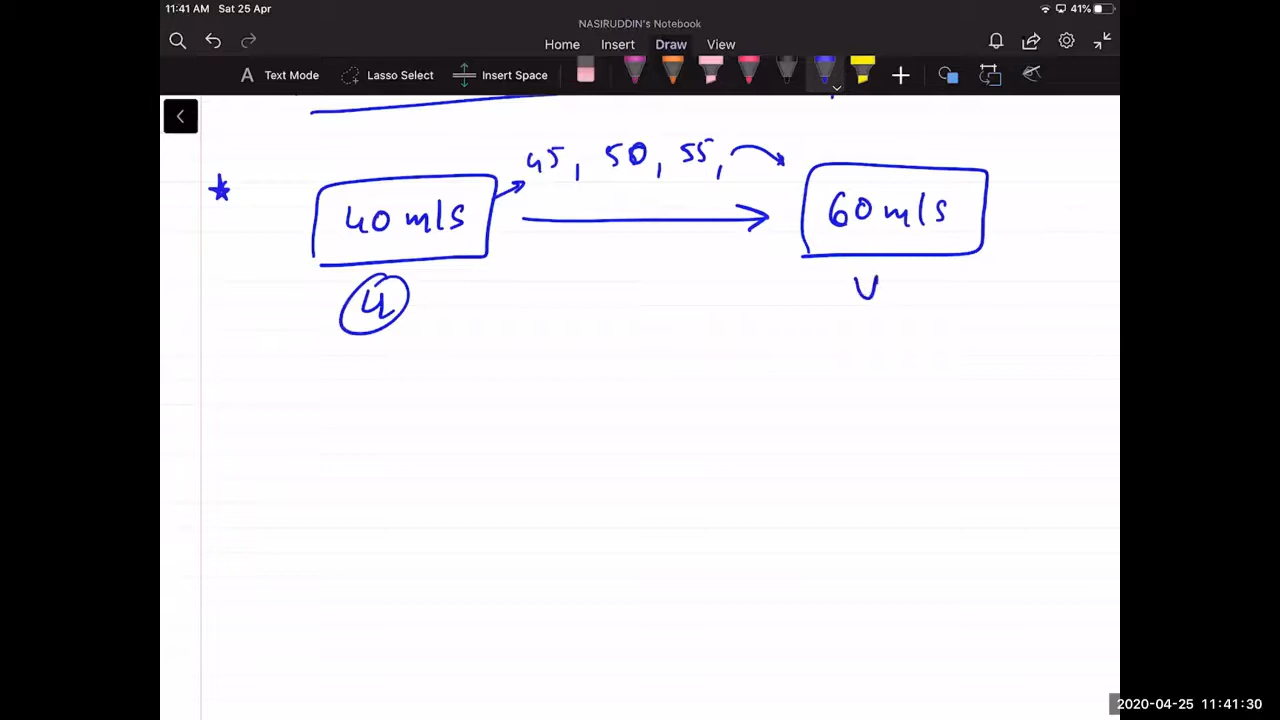 11:41 AM Sat 25 Apr 41%
NASIRUDDIN's Notebook
Home Insert Draw View
A Text Mode Lasso Select Insert Space
45, 50, 55,
40 m/s 60 m/s
u v
2020-04-25 11:41:30